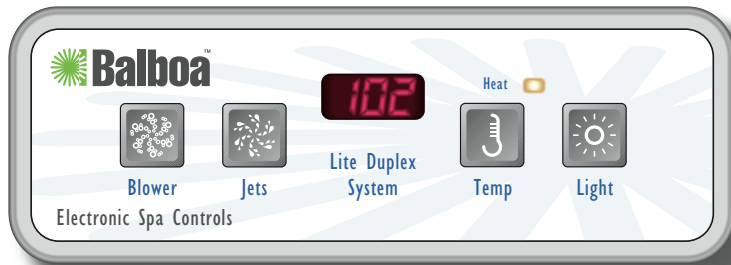 Balboa™
Heat
102
Blower
Jets
Lite Duplex
System
Temp
Light
Electronic Spa Controls